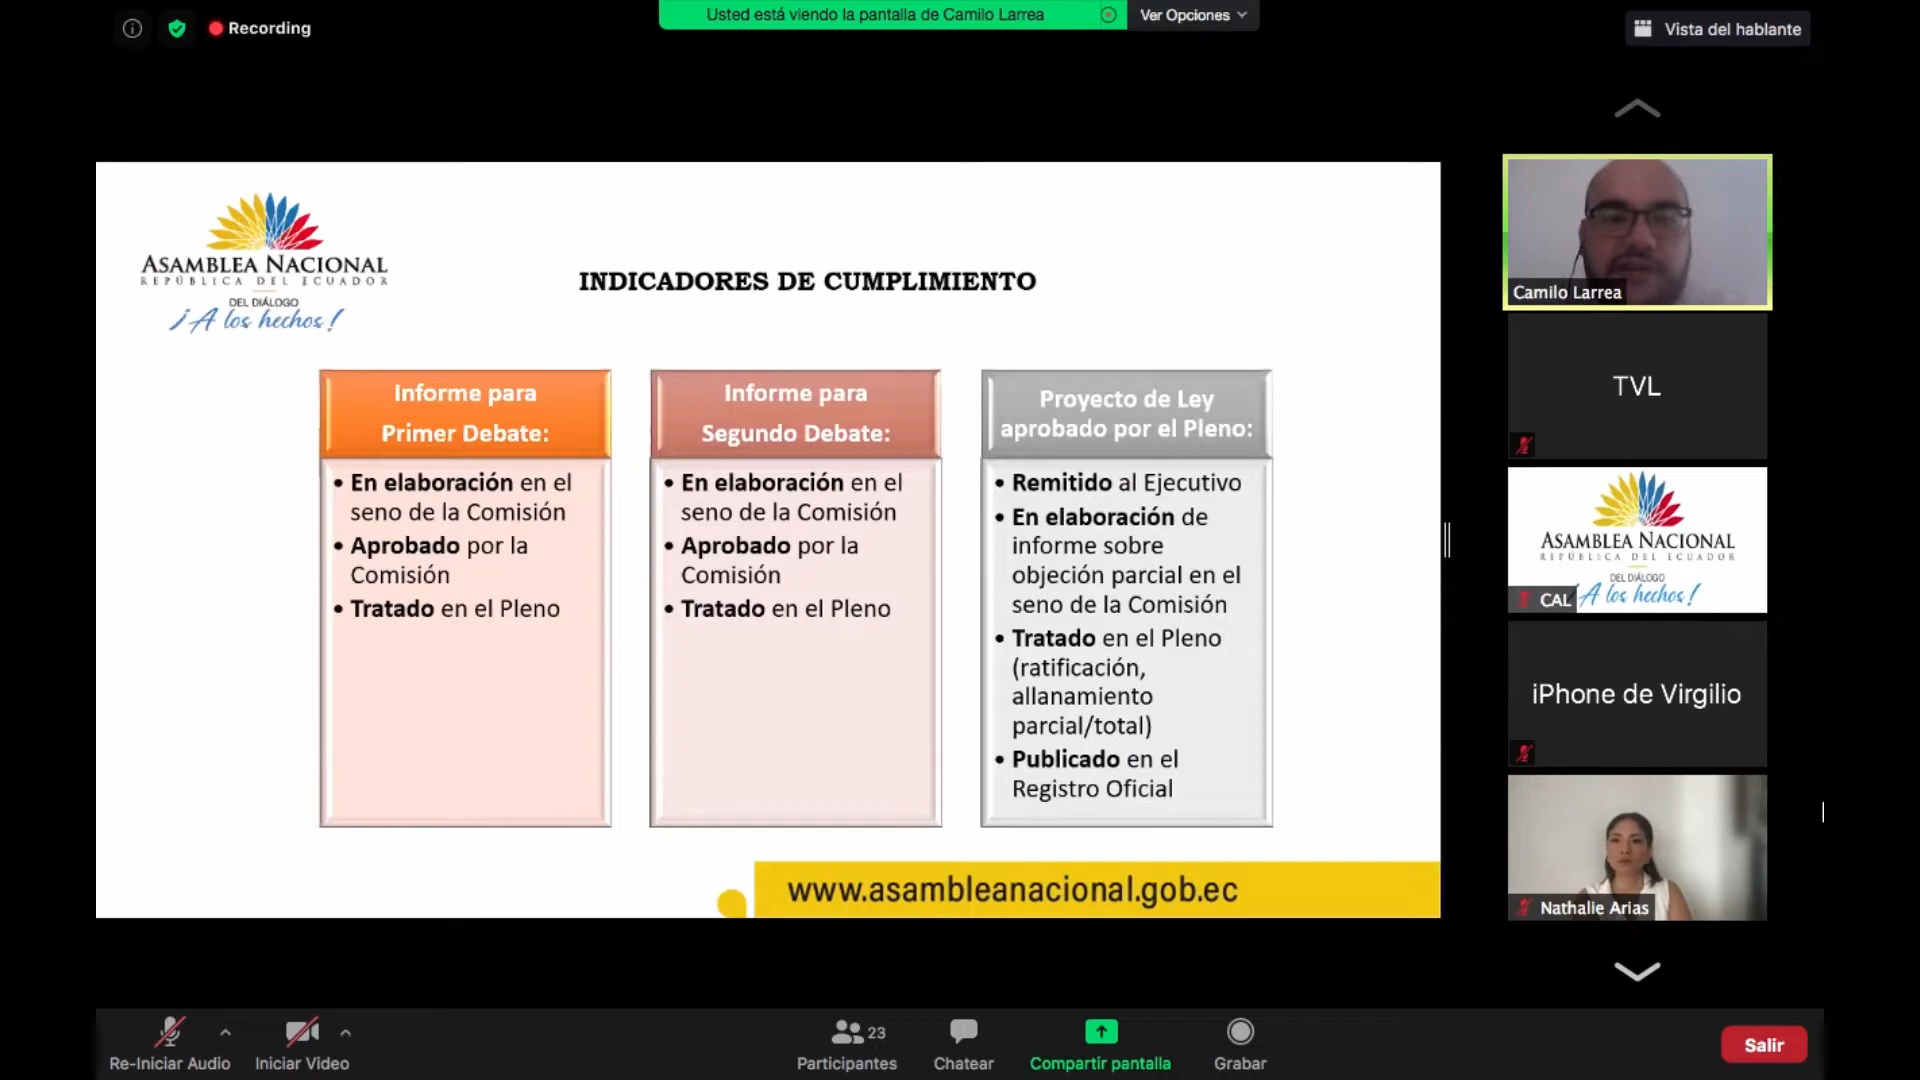 Recording
Usted está viendo la pantalla de Camilo Larrea
Ver Opciones
Vista del hablante
ASAMBLEA NACIONAL
REPÚBLICA DEL ECUADOR
DEL DIÁLOGO
¡A los hechos!
INDICADORES DE CUMPLIMIENTO
Informe para
Primer Debate:
• En elaboración en el
seno de la Comisión
• Aprobado por la
Comisión
• Tratado en el Pleno
Informe para
Segundo Debate:
• En elaboración en el
seno de la Comisión
• Aprobado por la
Comisión
• Tratado en el Pleno
Proyecto de Ley
aprobado por el Pleno:
• Remitido al Ejecutivo
• En elaboración de
informe sobre
objeción parcial en el
seno de la Comisión
• Tratado en el Pleno
(ratificación,
allanamiento
parcial/total)
• Publicado en el
Registro Oficial
www.asambleanacional.gob.ec
Camilo Larrea
TVL
ASAMBLEA NACIONAL
REPÚBLICA DEL ECUADOR
DEL DIÁLOGO
¡A los hechos!
CAL
iPhone de Virgilio
Nathalie Arias
Re-Iniciar Audio
Iniciar Video
23
Participantes
Chatear
Compartir pantalla
Grabar
Salir